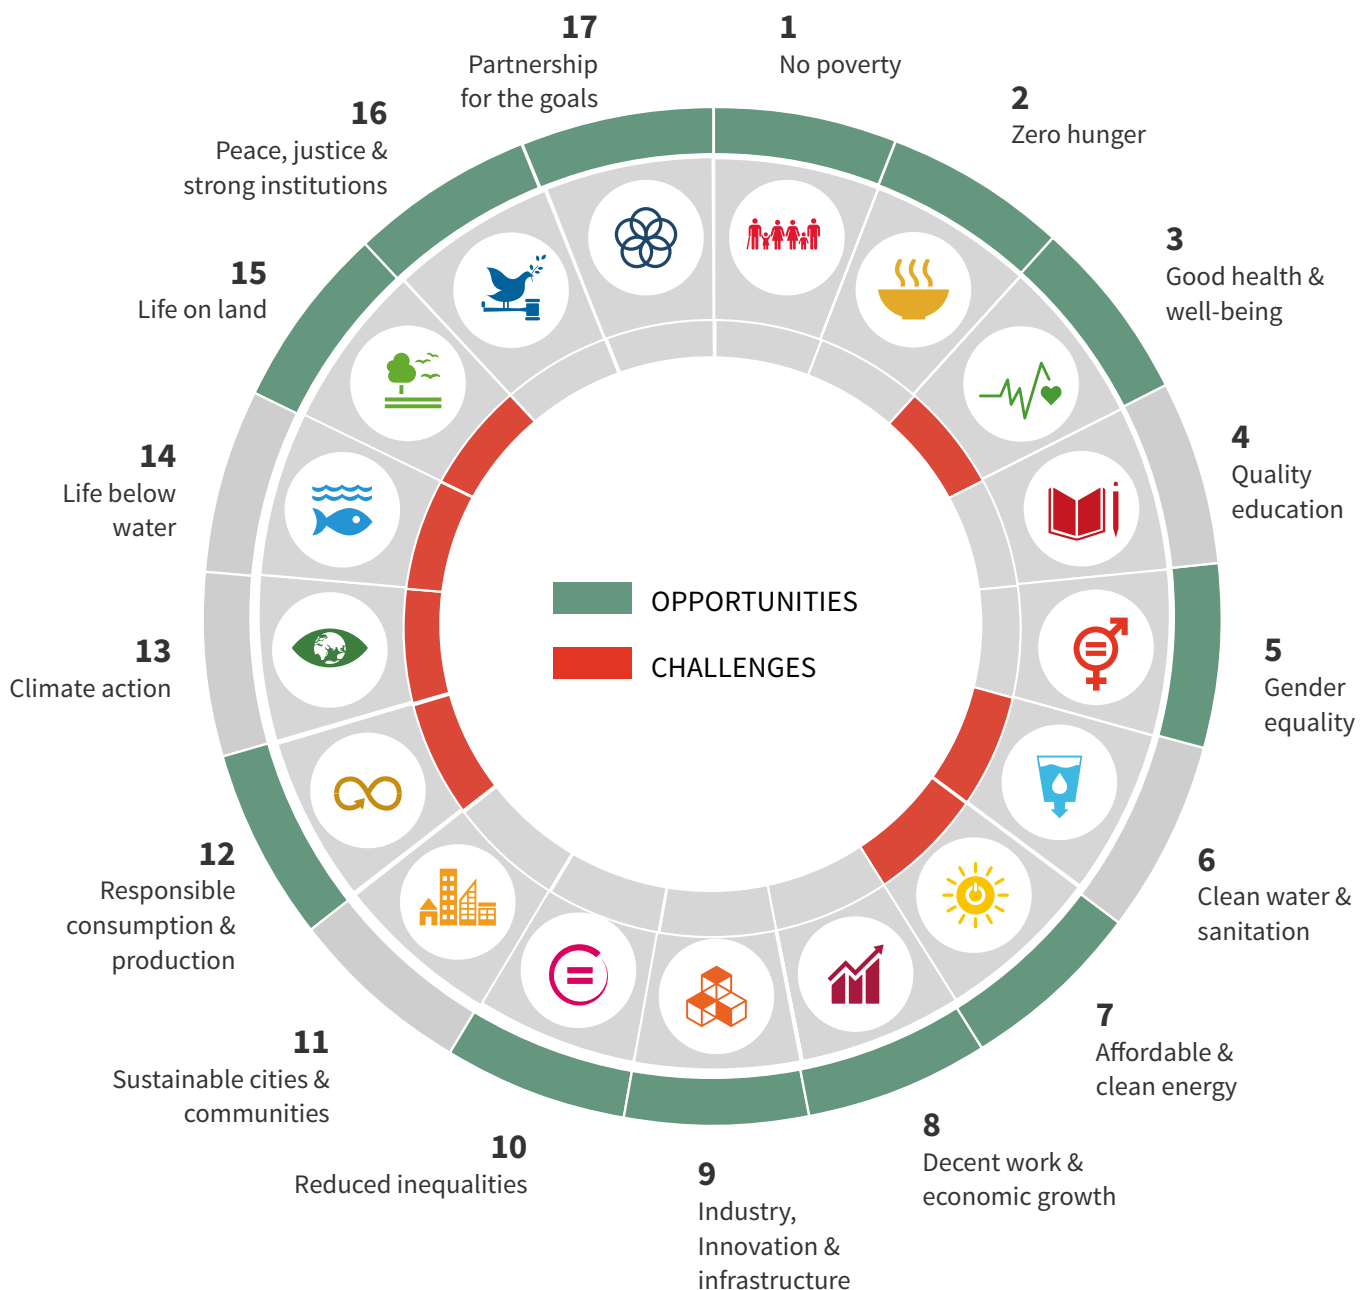 1
No poverty
2
Zero hunger
3
Good health &
well-being
4
Quality
education
5
Gender
equality
6
Clean water &
sanitation
7
Affordable &
clean energy
8
Decent work &
economic growth
9
Industry,
Innovation &
infrastructure
10
Reduced inequalities
11
Sustainable cities &
communities
12
Responsible
consumption &
production
13
Climate action
14
Life below
water
15
Life on land
16
Peace, justice &
strong institutions
17
Partnership
for the goals
OPPORTUNITIES
CHALLENGES